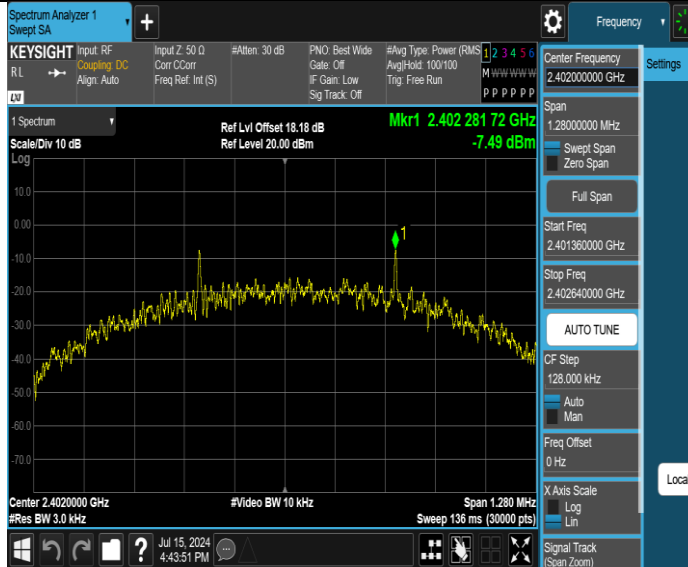 Spectrum Analyzer 1
Swept SA
+
Frequency
KEYSIGHT
RL
LXI
Input: RF
Coupling: DC
Align: Auto
Input Z: 50 Ω
Corr CCorr
Freq Ref: Int (S)
#Atten: 30 dB
PNO: Best Wide
Gate: Off
IF Gain: Low
Sig Track: Off
#Avg Type: Power (RMS
Avg|Hold: 100/100
Trig: Free Run
1 2 3 4 5 6
M W W W W W
P P P P P P
Center Frequency
2.402000000 GHz
Settings
Span
1.28000000 MHz
Swept Span
Zero Span
Full Span
Start Freq
2.401360000 GHz
Stop Freq
2.402640000 GHz
AUTO TUNE
CF Step
128.000 kHz
Auto
Man
Freq Offset
0 Hz
X Axis Scale
Log
Lin
Signal Track
(Span Zoom)
Loca
1 Spectrum
Scale/Div 10 dB
Log
Ref Lvl Offset 18.18 dB
Ref Level 20.00 dBm
Mkr1 2.402 281 72 GHz
-7.49 dBm
10.0
0.00
-10.0
-20.0
-30.0
-40.0
-50.0
-60.0
-70.0
1
Center 2.4020000 GHz
#Res BW 3.0 kHz
#Video BW 10 kHz
Span 1.280 MHz
Sweep 136 ms (30000 pts)
?
Jul 15, 2024
4:43:51 PM